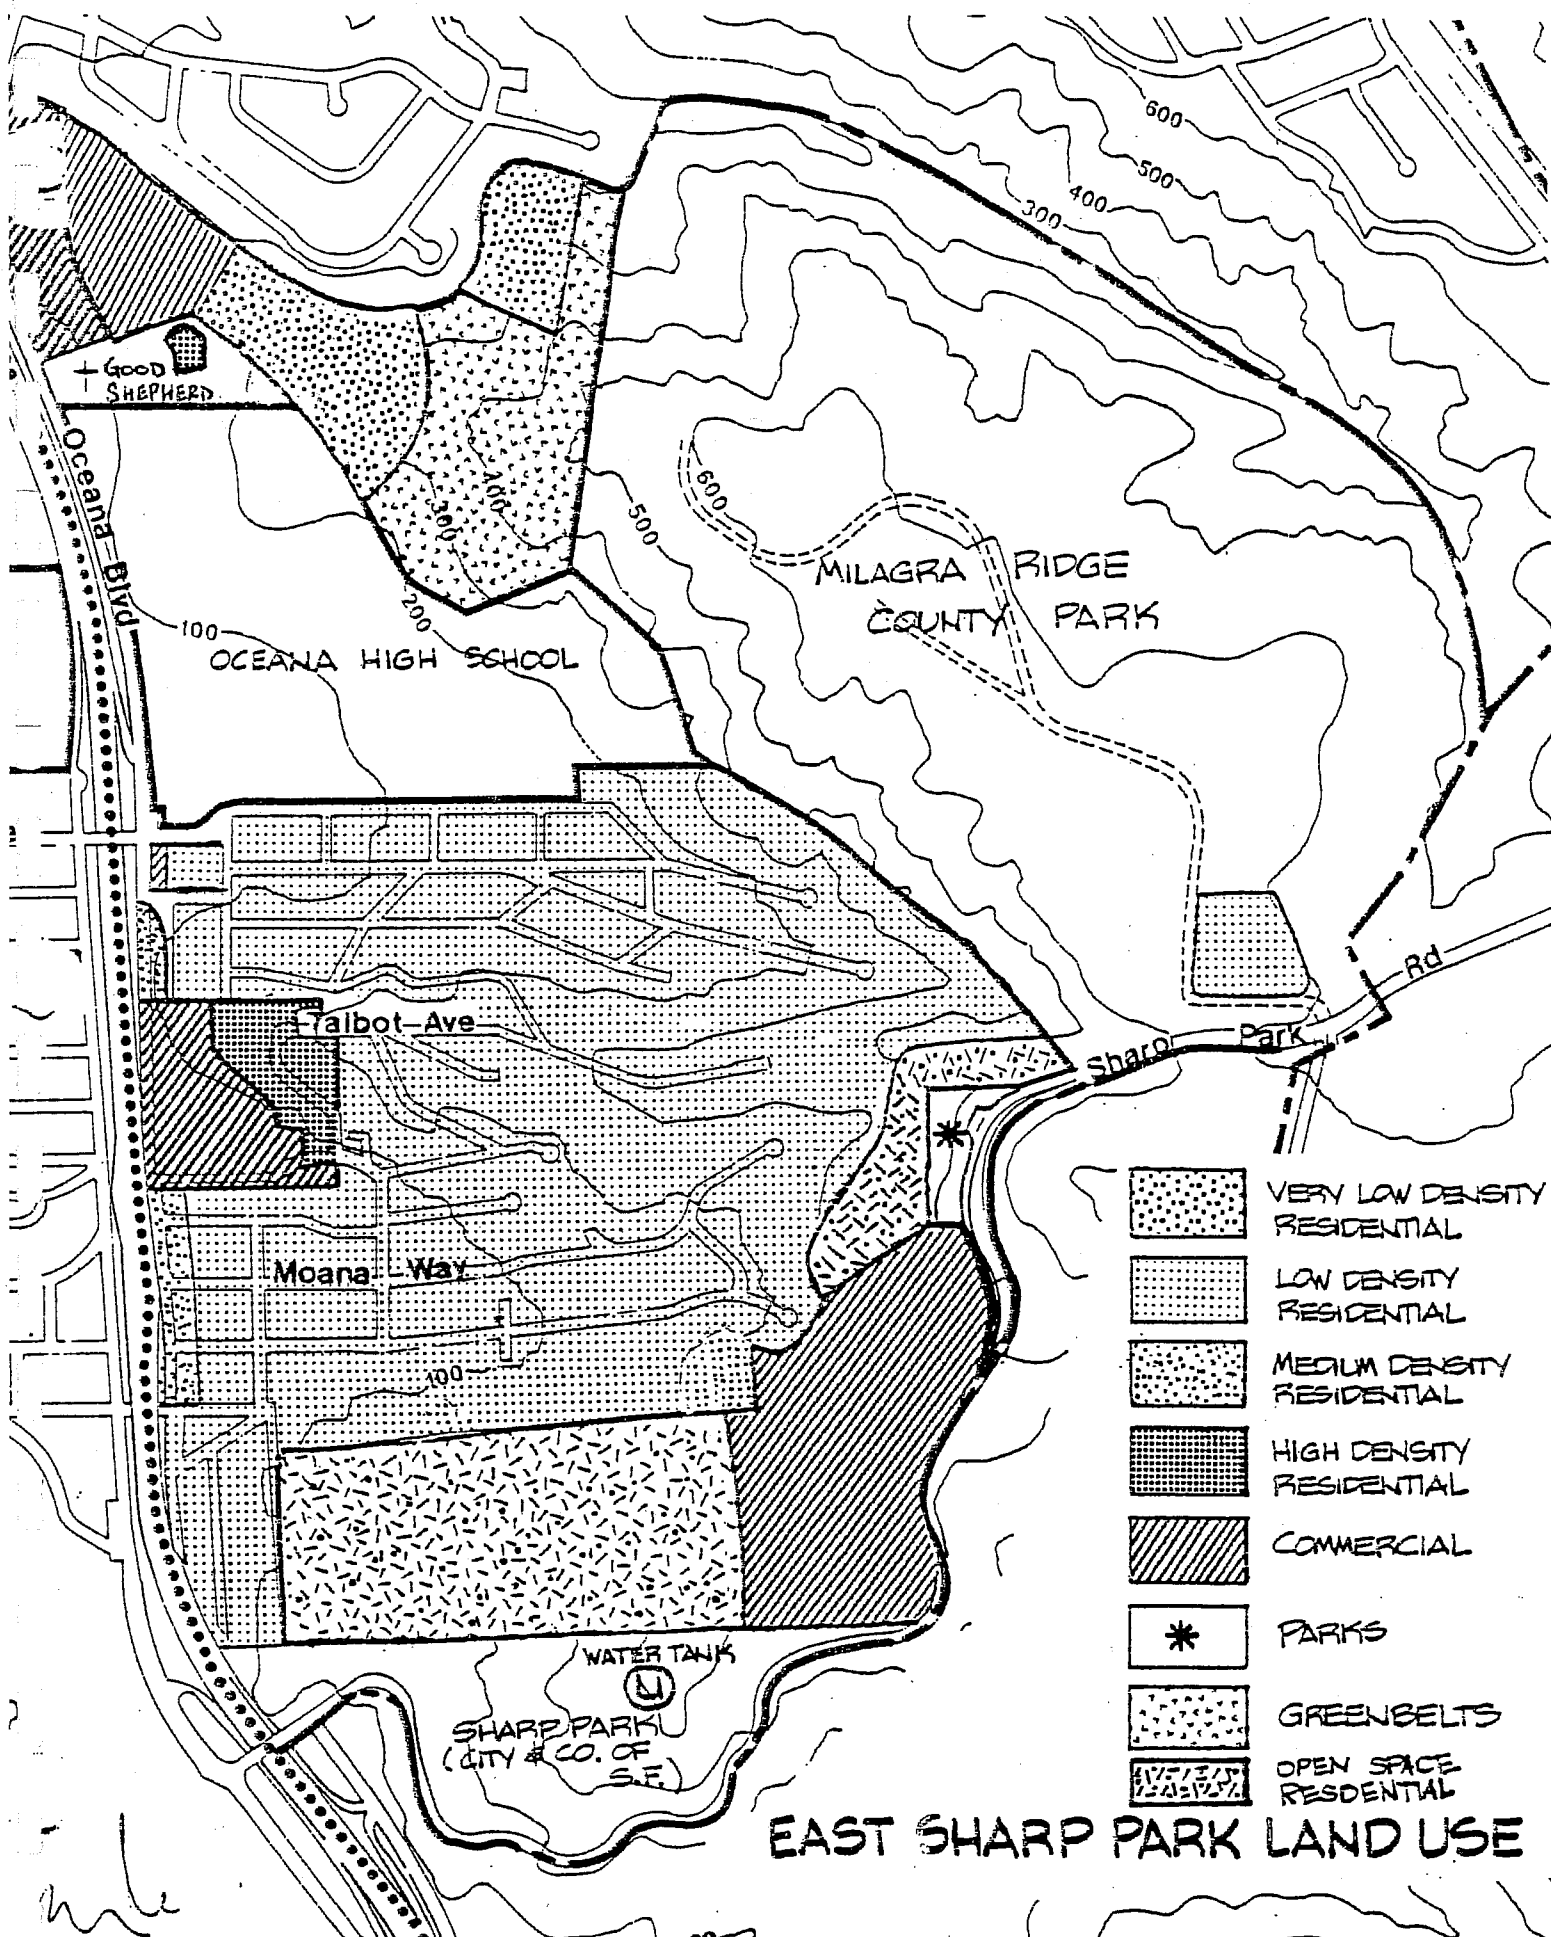 600
500
400
300
+ GOOD
SHEPHERD
Oceana Blvd
600
400
300
500
MILAGRA RIDGE
COUNTY PARK
200
100
OCEANA HIGH SCHOOL
Rd
Talbot Ave
Park
Sharp
VERY LOW DENSITY
RESIDENTIAL
Moana Way
LOW DENSITY
RESIDENTIAL
100
MEDIUM DENSITY
RESIDENTIAL
HIGH DENSITY
RESIDENTIAL
COMMERCIAL
PARKS
WATER TANK
GREENBELTS
SHARP PARK
(CITY & CO. OF
S.F.)
OPEN SPACE
RESDENTIAL
EAST SHARP PARK LAND USE